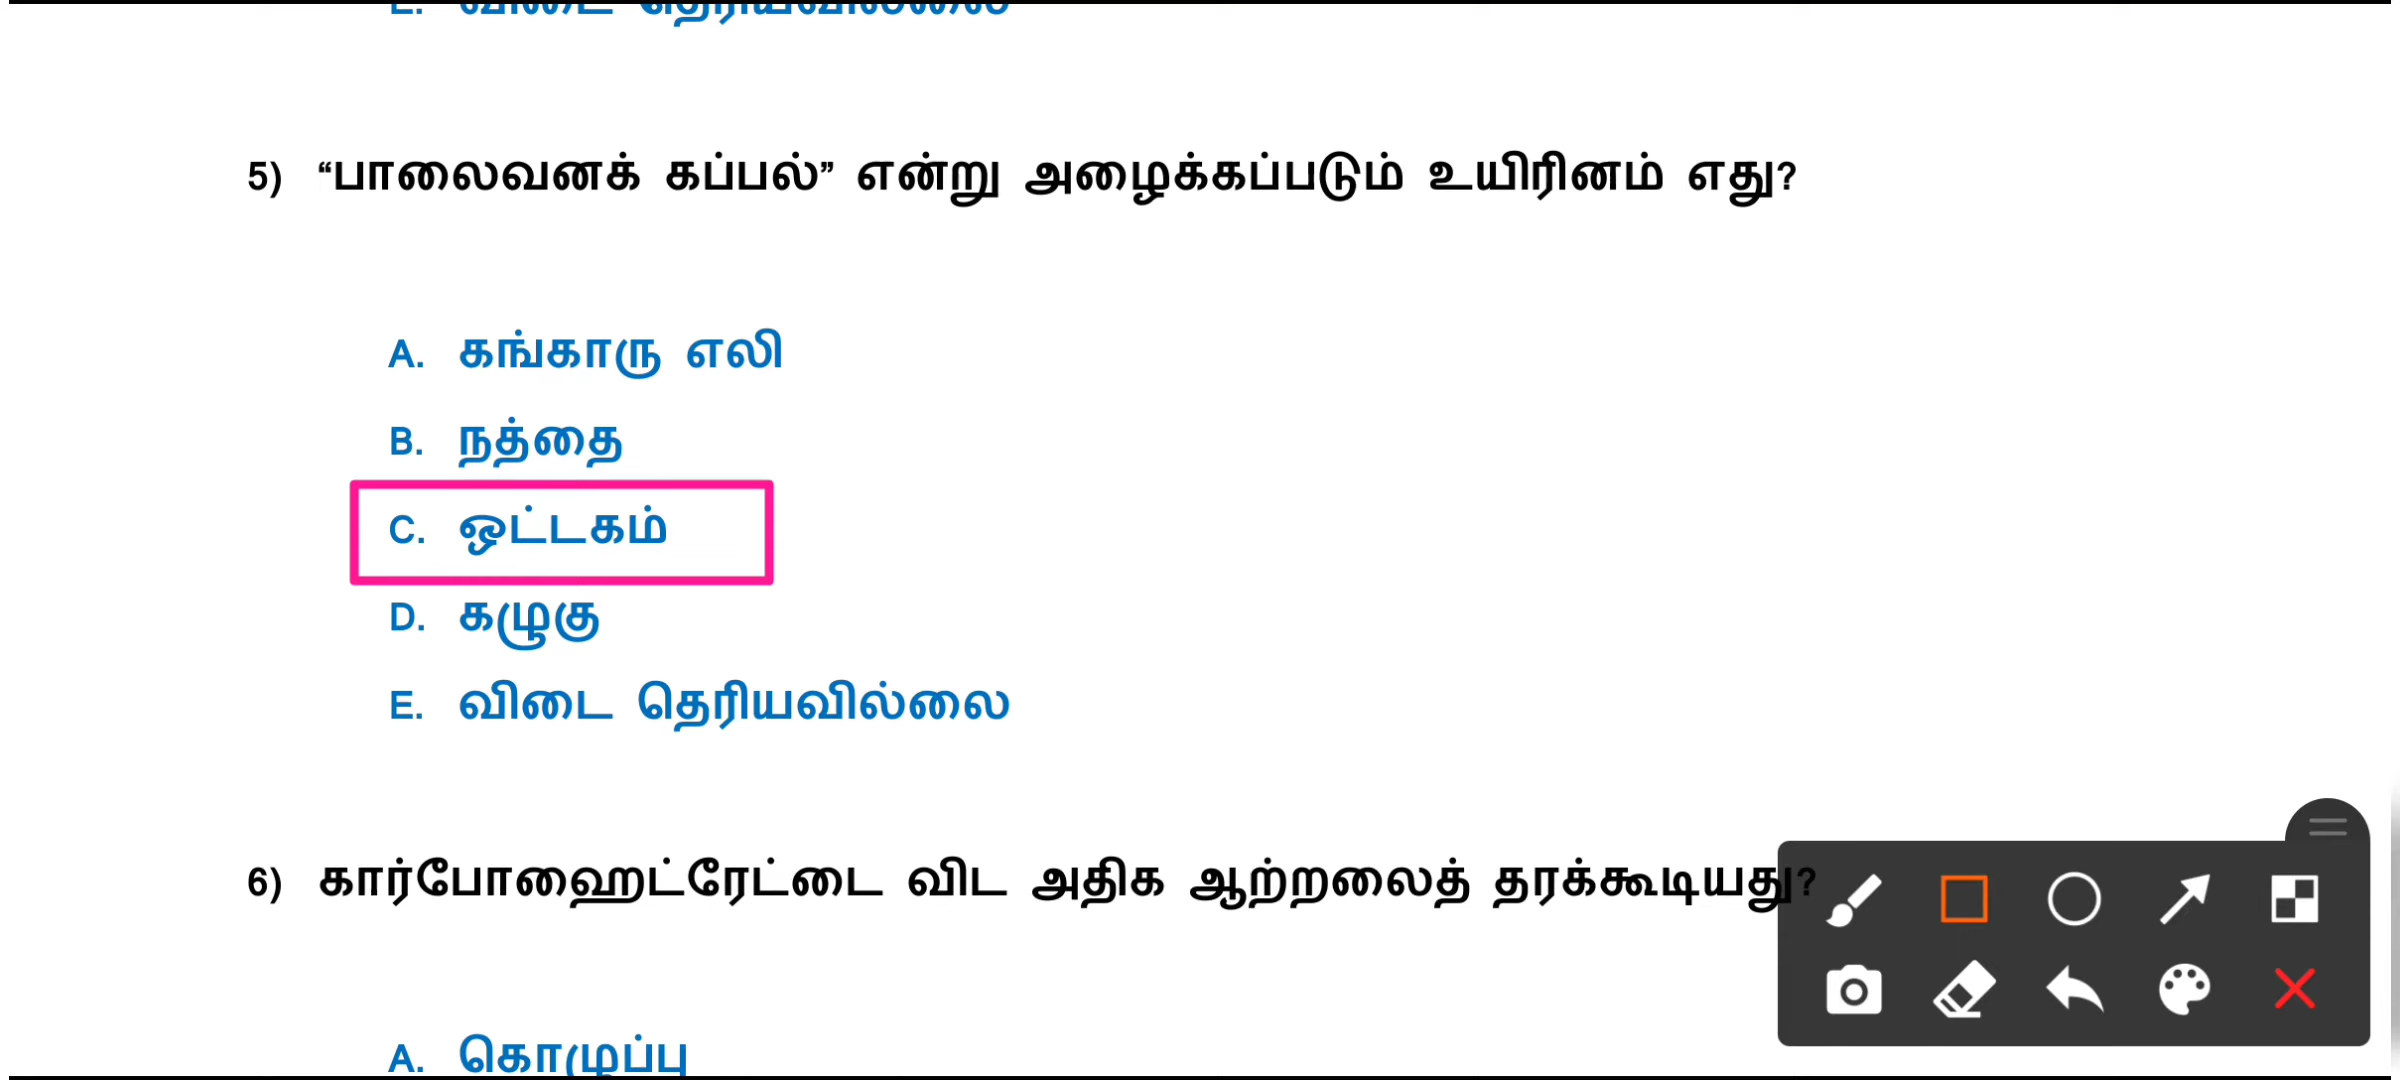 E. விடை தெரியவில்லை
5) “பாலைவனக் கப்பல்” என்று அழைக்கப்படும் உயிரினம் எது?
A. கங்காரு எலி
B. நத்தை
C. ஒட்டகம்
D. கழுகு
E. விடை தெரியவில்லை
6) கார்போஹைட்ரேட்டை விட அதிக ஆற்றலைத் தரக்கூடியது?
A. கொழுப்பு